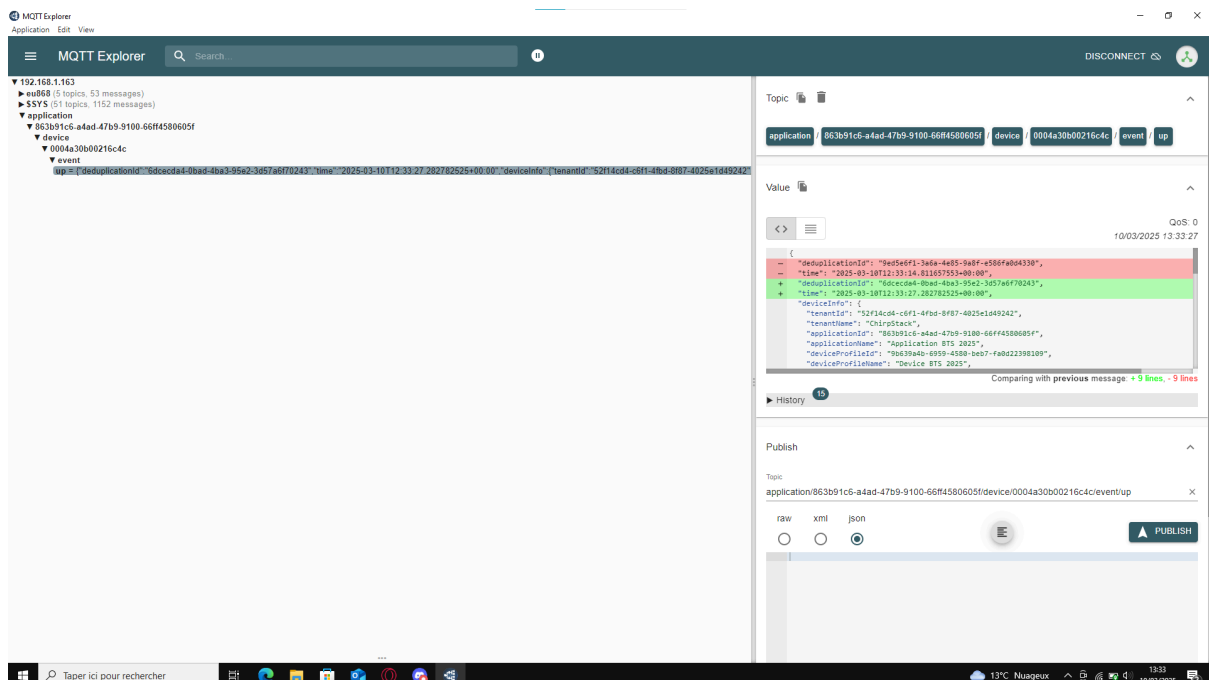 MQTT Explorer
Application Edit View
MQTT Explorer
Search...
DISCONNECT
192.168.1.163
eu868 (5 topics, 53 messages)
$SYS (51 topics, 1152 messages)
application
863b91c6-a4ad-47b9-9100-66ff4580605f
device
0004a30b00216c4c
event
up = {"deduplicationId":"6dcecda4-0bad-4ba3-95e2-3d57a6f70243","time":"2025-03-10T12:33:27.282782525+00:00","deviceInfo":{"tenantId":"52f14cd4-c6f1-4fbd-8f87-4025e1d49242"
Topic
application / 863b91c6-a4ad-47b9-9100-66ff4580605f / device / 0004a30b00216c4c / event / up
Value
QoS: 0
10/03/2025 13:33:27
{
- "deduplicationId": "9ed5e6f1-3a6a-4e85-9a8f-e586fa0d4330",
- "time": "2025-03-10T12:33:14.811657553+00:00",
+ "deduplicationId": "6dcecda4-0bad-4ba3-95e2-3d57a6f70243",
+ "time": "2025-03-10T12:33:27.282782525+00:00",
"deviceInfo": {
"tenantId": "52f14cd4-c6f1-4fbd-8f87-4025e1d49242",
"tenantName": "ChirpStack",
"applicationId": "863b91c6-a4ad-47b9-9100-66ff4580605f",
"applicationName": "Application BTS 2025",
"deviceProfileId": "9b639a4b-6959-4580-beb7-fa0d22398109",
"deviceProfileName": "Device BTS 2025",
Comparing with previous message: + 9 lines, - 9 lines
History 15
Publish
Topic
application/863b91c6-a4ad-47b9-9100-66ff4580605f/device/0004a30b00216c4c/event/up
raw xml json
PUBLISH
Taper ici pour rechercher
13°C Nuageux
13:33
10/03/2025